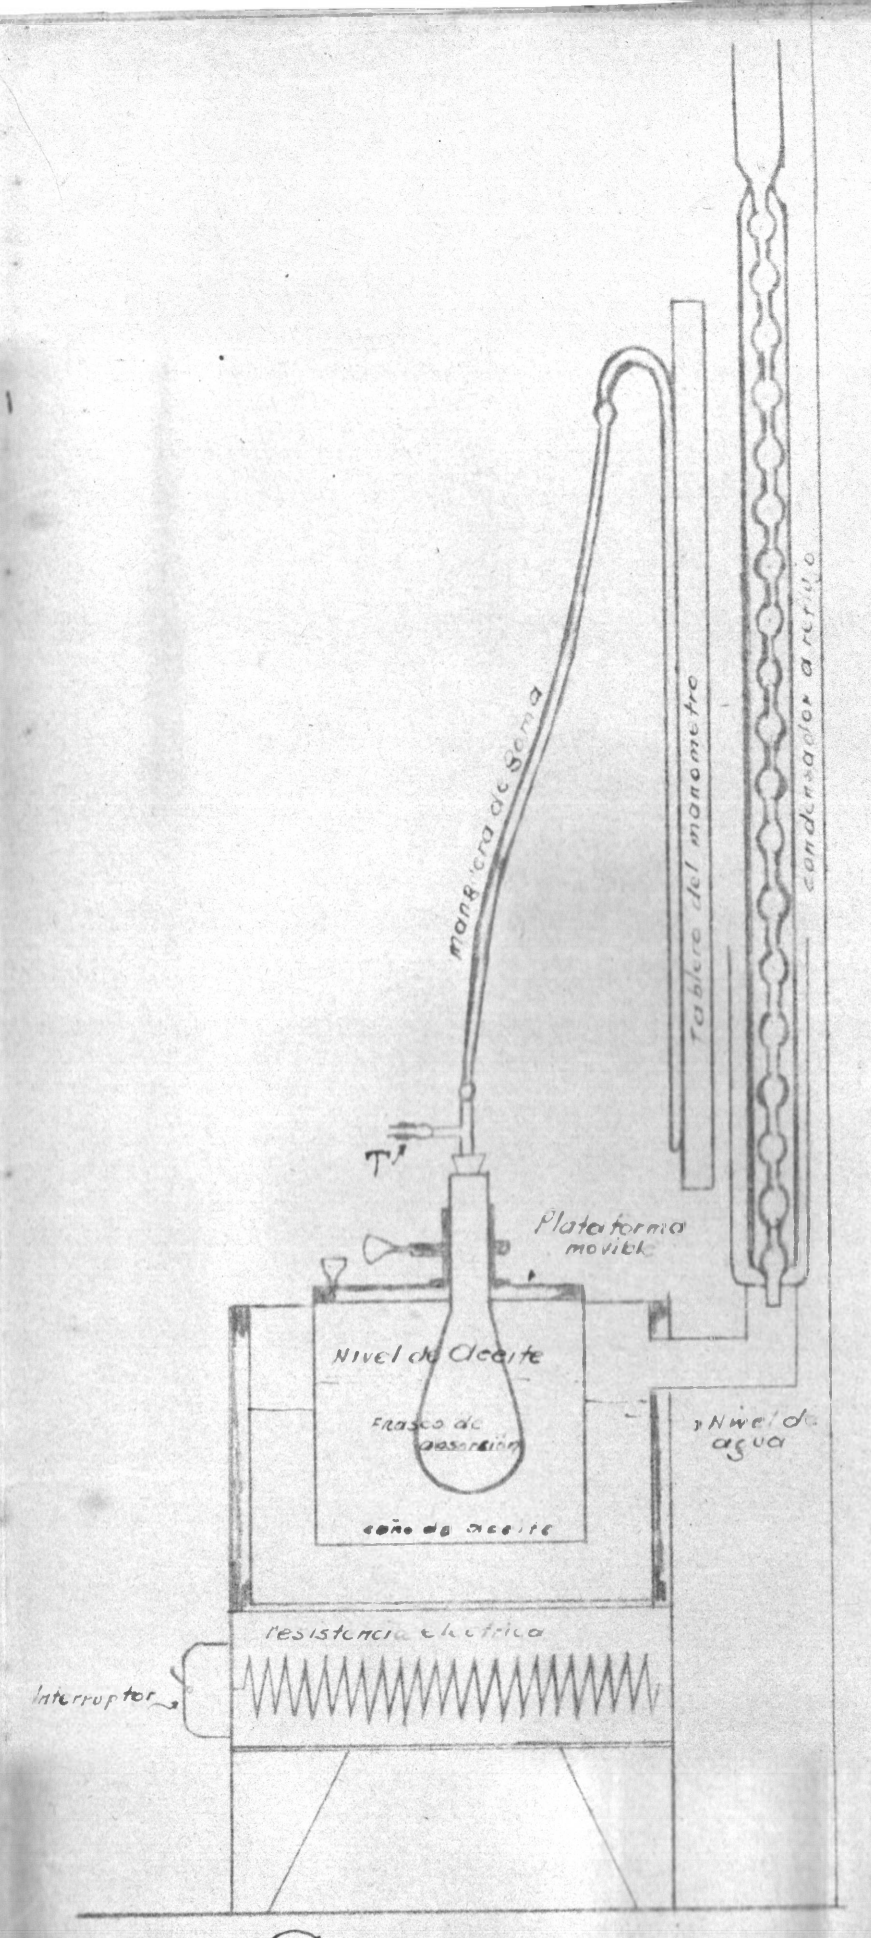 condensador a reflujo
Tablero del manometro
manguera de goma
T
Plataforma
movible
Nivel de aceite
Frasco de
absorción
Nivel de
agua
baño de aceite
resistencia electrica
Interruptor